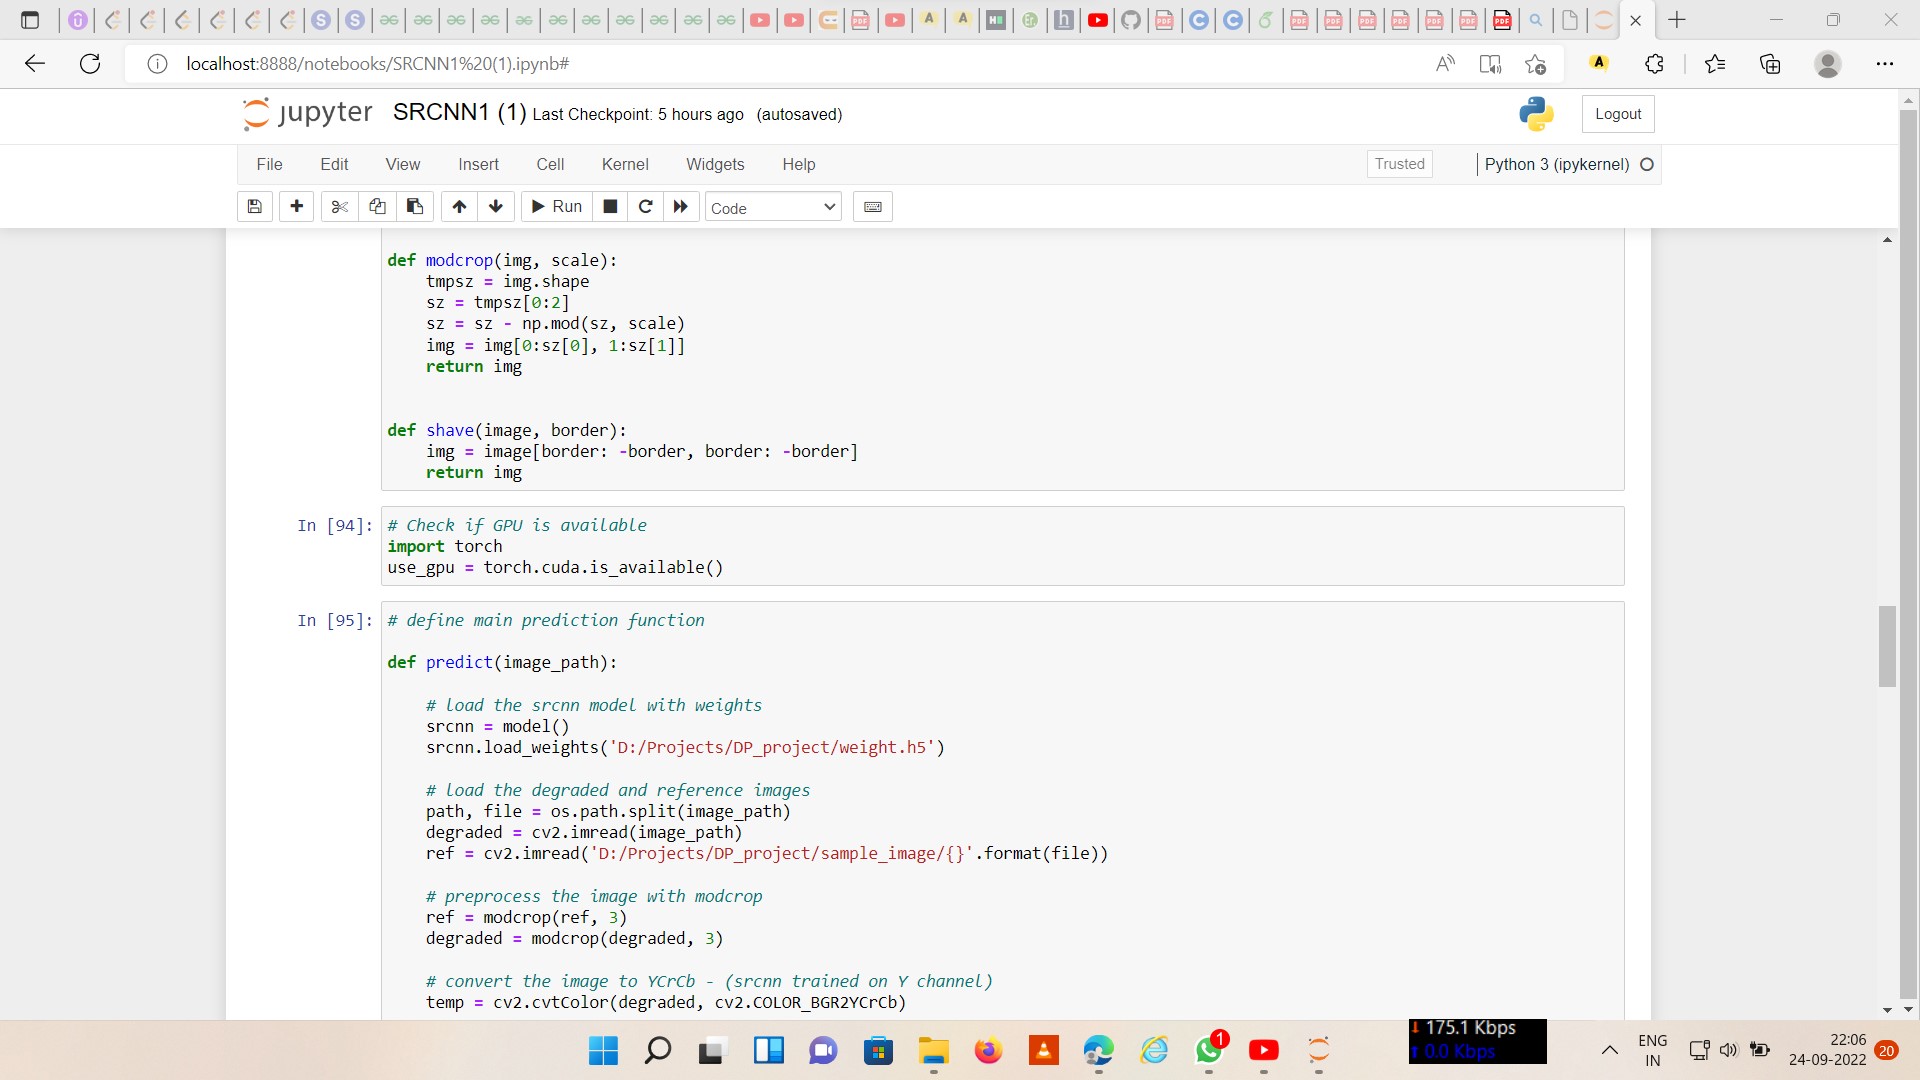 localhost:8888/notebooks/SRCNN1%20(1).ipynb#
jupyter SRCNN1 (1) Last Checkpoint: 5 hours ago (autosaved)
Logout
File Edit View Insert Cell Kernel Widgets Help
Trusted
Python 3 (ipykernel)
Run
Code
def modcrop(img, scale):
    tmpsz = img.shape
    sz = tmpsz[0:2]
    sz = sz - np.mod(sz, scale)
    img = img[0:sz[0], 1:sz[1]]
    return img
def shave(image, border):
    img = image[border: -border, border: -border]
    return img
In [94]: # Check if GPU is available
import torch
use_gpu = torch.cuda.is_available()
In [95]: # define main prediction function
def predict(image_path):
    # load the srcnn model with weights
    srcnn = model()
    srcnn.load_weights('D:/Projects/DP_project/weight.h5')
    # load the degraded and reference images
    path, file = os.path.split(image_path)
    degraded = cv2.imread(image_path)
    ref = cv2.imread('D:/Projects/DP_project/sample_image/{}'.format(file))
    # preprocess the image with modcrop
    ref = modcrop(ref, 3)
    degraded = modcrop(degraded, 3)
    # convert the image to YCrCb - (srcnn trained on Y channel)
    temp = cv2.cvtColor(degraded, cv2.COLOR_BGR2YCrCb)
175.1 Kbps
0.0 Kbps
1
ENG
IN
22:06
24-09-2022
20